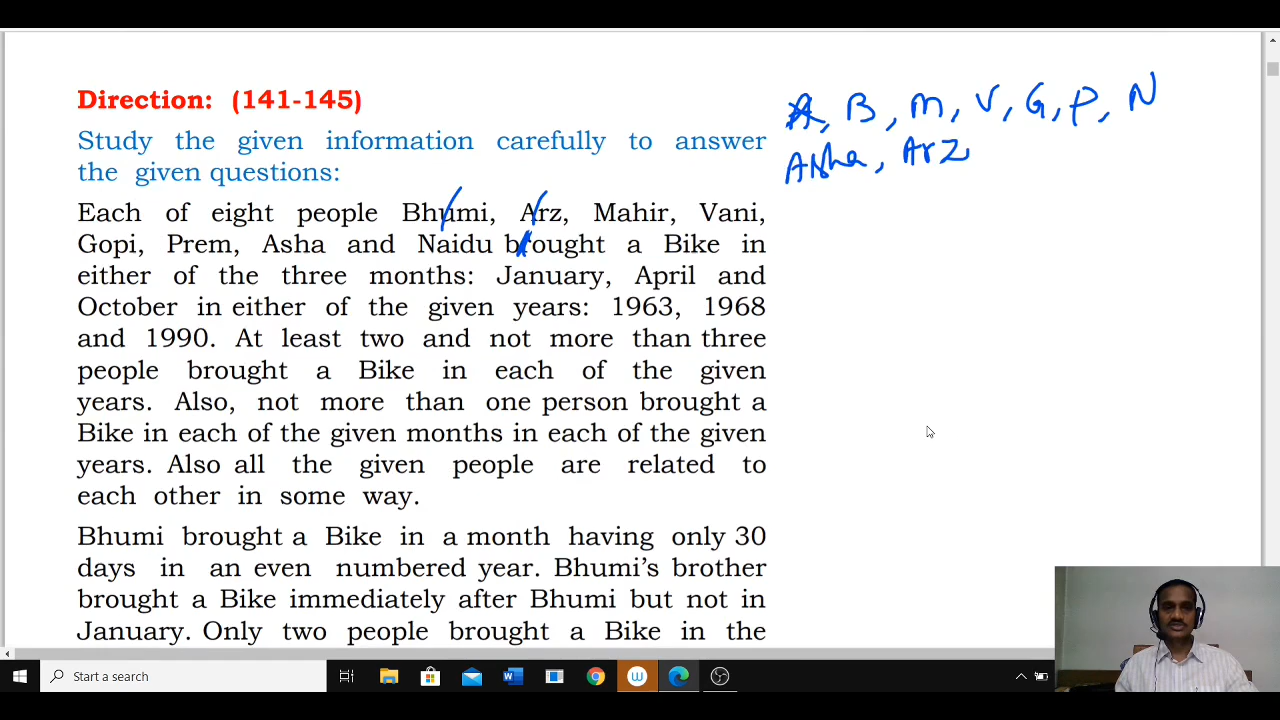 Direction: (141-145)
Study the given information carefully to answer
the given questions:
Each of eight people Bhumi, Arz, Mahir, Vani,
Gopi, Prem, Asha and Naidu brought a Bike in
either of the three months: January, April and
October in either of the given years: 1963, 1968
and 1990. At least two and not more than three
people brought a Bike in each of the given
years. Also, not more than one person brought a
Bike in each of the given months in each of the given
years. Also all the given people are related to
each other in some way.
Bhumi brought a Bike in a month having only 30
days in an even numbered year. Bhumi's brother
brought a Bike immediately after Bhumi but not in
January. Only two people brought a Bike in the
A, B, M, V, G, P, N
Asha, Arz,
Start a search